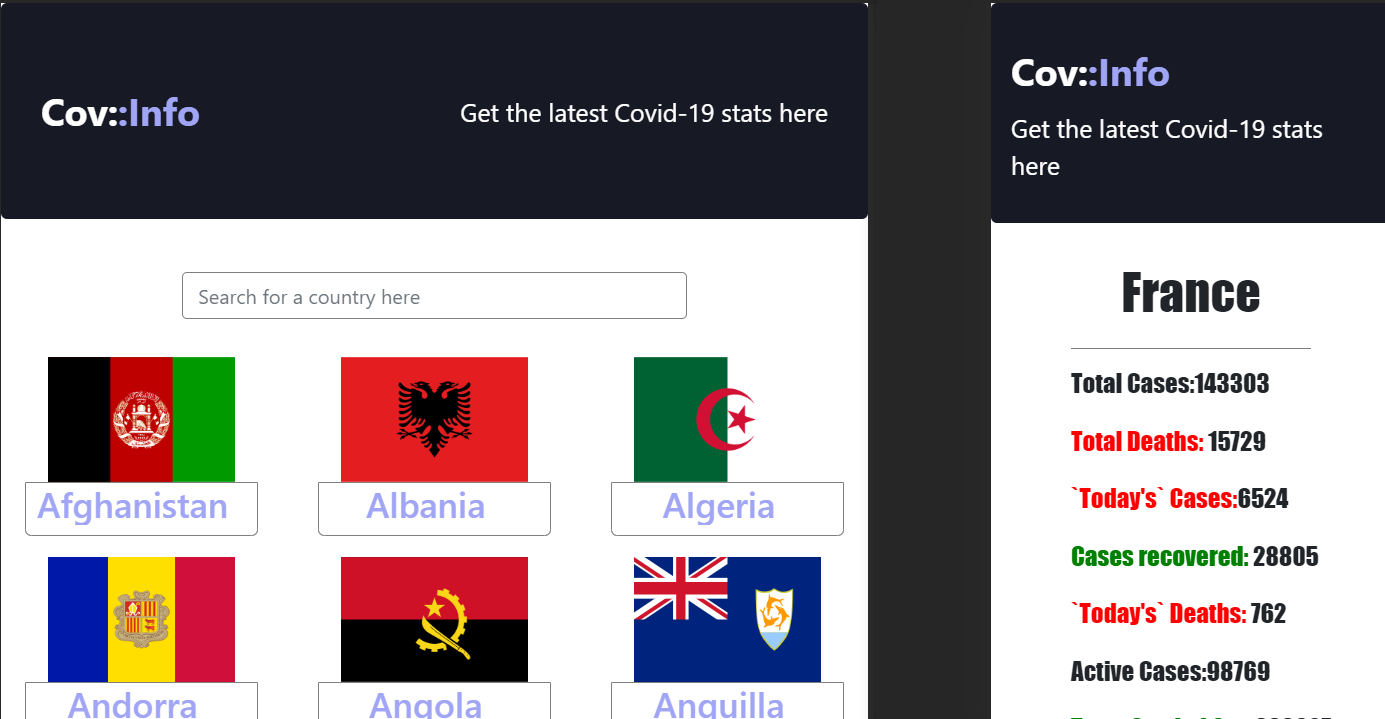 Cov::Info
Get the latest Covid-19 stats here
Search for a country here
Afghanistan
Albania
Algeria
Andorra
Angola
Anguilla
Cov::Info
Get the latest Covid-19 stats
here
France
Total Cases:143303
Total Deaths: 15729
`Today's` Cases:6524
Cases recovered: 28805
`Today's` Deaths: 762
Active Cases:98769